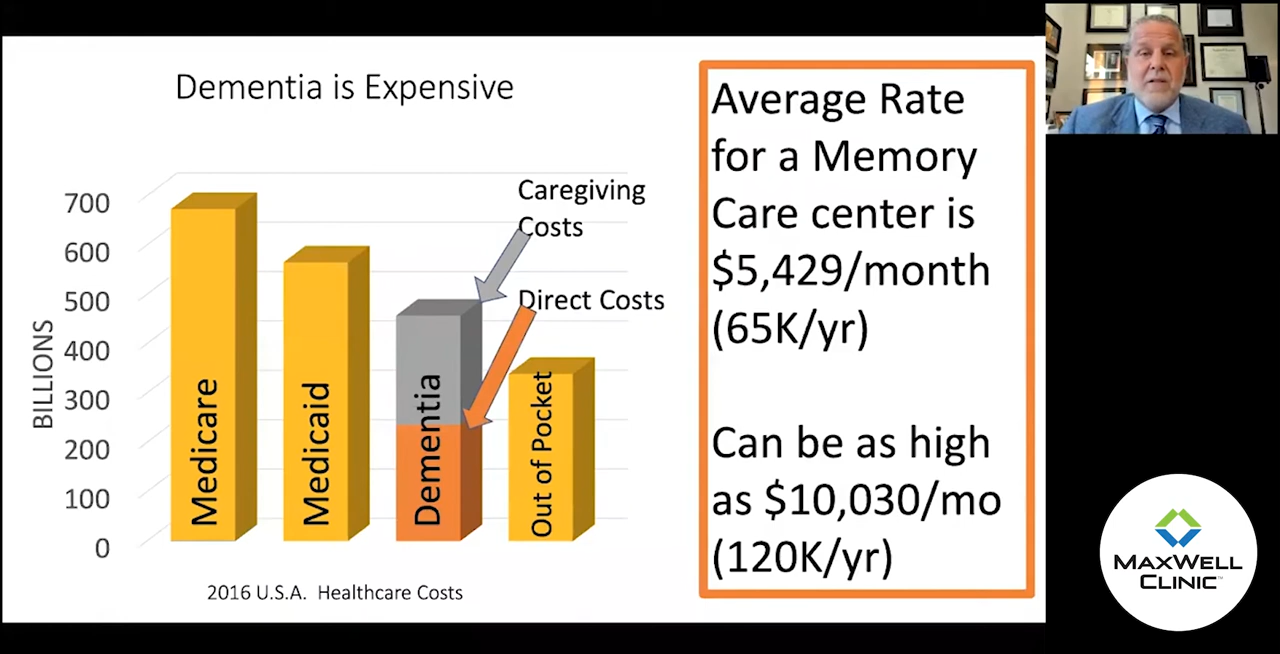 Dementia is Expensive
BILLIONS
700
600
500
400
300
200
100
0
Medicare
Medicaid
Dementia
Out of Pocket
Caregiving
Costs
Direct Costs
2016 U.S.A. Healthcare Costs
Average Rate
for a Memory
Care center is
$5,429/month
(65K/yr)
Can be as high
as $10,030/mo
(120K/yr)
MAXWELL
CLINIC™